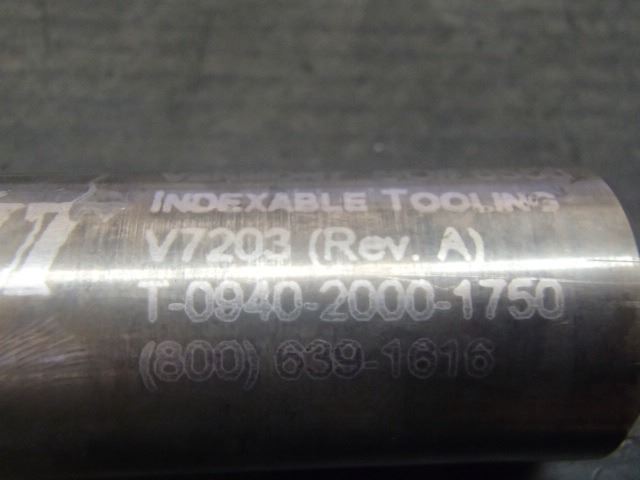 INDEXABLE TOOLING
V7203 (Rev. A)
T-0940-2000-1750
(800) 639-1616